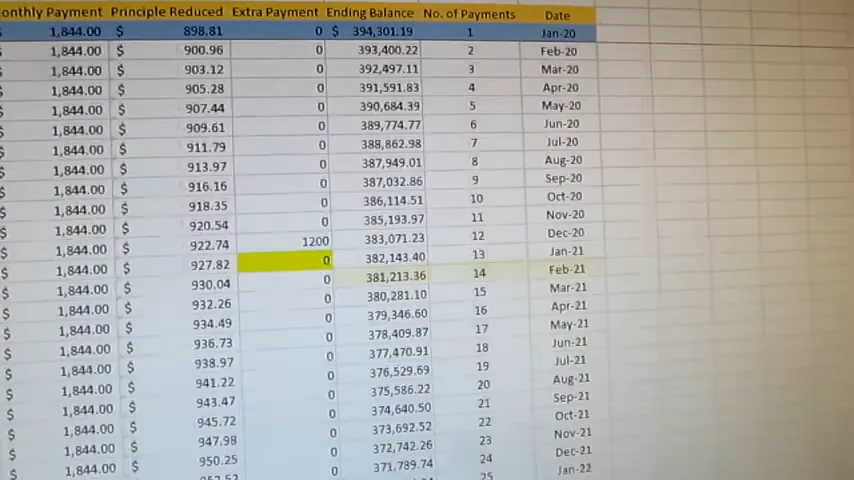 onthly Payment Principle Reduced Extra Payment Ending Balance No. of Payments Date
1,844.00 $ 898.81 0 $ 394,301.19 1 Jan-20
$ 1,844.00 $ 900.96 0 393,400.22 2 Feb-20
$ 1,844.00 $ 903.12 0 392,497.11 3 Mar-20
$ 1,844.00 $ 905.28 0 391,591.83 4 Apr-20
$ 1,844.00 $ 907.44 0 390,684.39 5 May-20
$ 1,844.00 $ 909.61 0 389,774.77 6 Jun-20
$ 1,844.00 $ 911.79 0 388,862.98 7 Jul-20
$ 1,844.00 $ 913.97 0 387,949.01 8 Aug-20
$ 1,844.00 $ 916.16 0 387,032.86 9 Sep-20
$ 1,844.00 $ 918.35 0 386,114.51 10 Oct-20
$ 1,844.00 $ 920.54 0 385,193.97 11 Nov-20
$ 1,844.00 $ 922.74 1200 383,071.23 12 Dec-20
$ 1,844.00 $ 927.82 0 382,143.40 13 Jan-21
$ 1,844.00 $ 930.04 0 381,213.36 14 Feb-21
$ 1,844.00 $ 932.26 0 380,281.10 15 Mar-21
$ 1,844.00 $ 934.49 0 379,346.60 16 Apr-21
$ 1,844.00 $ 936.73 0 378,409.87 17 May-21
$ 1,844.00 $ 938.97 0 377,470.91 18 Jun-21
$ 1,844.00 $ 941.22 0 376,529.69 19 Jul-21
$ 1,844.00 $ 943.47 0 375,586.22 20 Aug-21
$ 1,844.00 $ 945.72 0 374,640.50 21 Sep-21
$ 1,844.00 $ 947.98 0 373,692.52 22 Oct-21
$ 1,844.00 $ 950.25 0 372,742.26 23 Nov-21
0 371,789.74 24 Dec-21
25 Jan-22